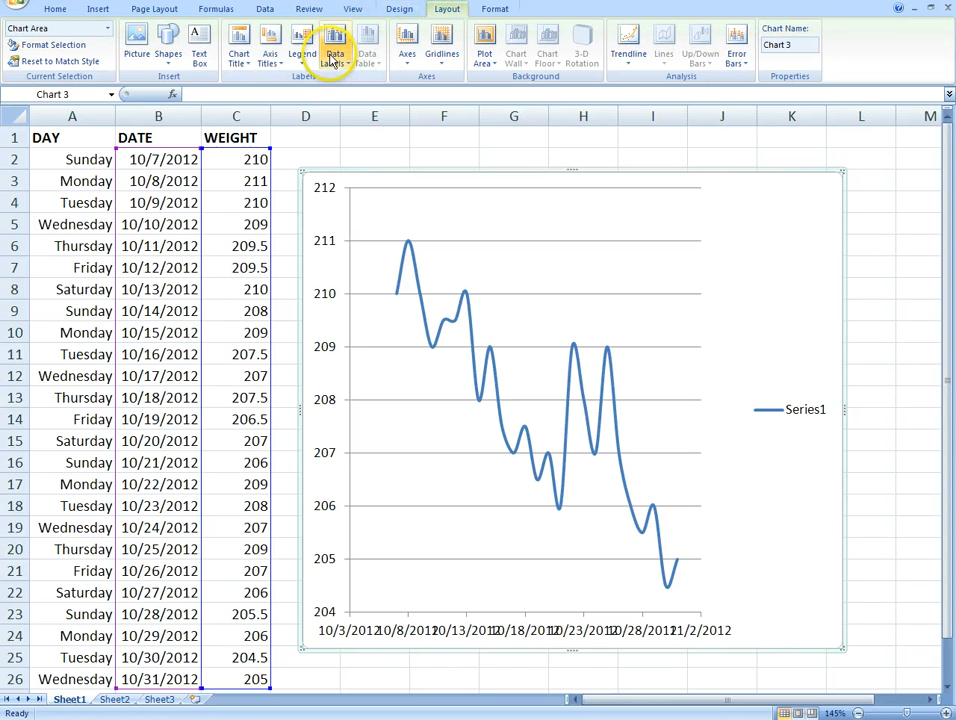 Home Insert Page Layout Formulas Data Review View Design Layout Format
Chart Area
Format Selection
Reset to Match Style
Current Selection
Picture Shapes Text Box
Insert
Chart Title Axis Titles Legend Data Labels Data Table
Labels
Axes Gridlines
Axes
Plot Area Chart Wall Chart Floor 3-D Rotation
Background
Trendline Lines Up/Down Bars Error Bars
Analysis
Chart Name:
Chart 3
Properties
Chart 3 fx
A B C D E F G H I J K L M
1 DAY DATE WEIGHT
2 Sunday 10/7/2012 210
3 Monday 10/8/2012 211
4 Tuesday 10/9/2012 210
5 Wednesday 10/10/2012 209
6 Thursday 10/11/2012 209.5
7 Friday 10/12/2012 209.5
8 Saturday 10/13/2012 210
9 Sunday 10/14/2012 208
10 Monday 10/15/2012 209
11 Tuesday 10/16/2012 207.5
12 Wednesday 10/17/2012 207
13 Thursday 10/18/2012 207.5
14 Friday 10/19/2012 206.5
15 Saturday 10/20/2012 207
16 Sunday 10/21/2012 206
17 Monday 10/22/2012 209
18 Tuesday 10/23/2012 208
19 Wednesday 10/24/2012 207
20 Thursday 10/25/2012 209
21 Friday 10/26/2012 207
22 Saturday 10/27/2012 206
23 Sunday 10/28/2012 205.5
24 Monday 10/29/2012 206
25 Tuesday 10/30/2012 204.5
26 Wednesday 10/31/2012 205
212
211
210
209
208
207
206
205
204
10/3/2012 10/8/2012 10/13/2012 10/18/2012 10/23/2012 10/28/2012 11/2/2012
Series1
Sheet1 Sheet2 Sheet3
Ready 145%